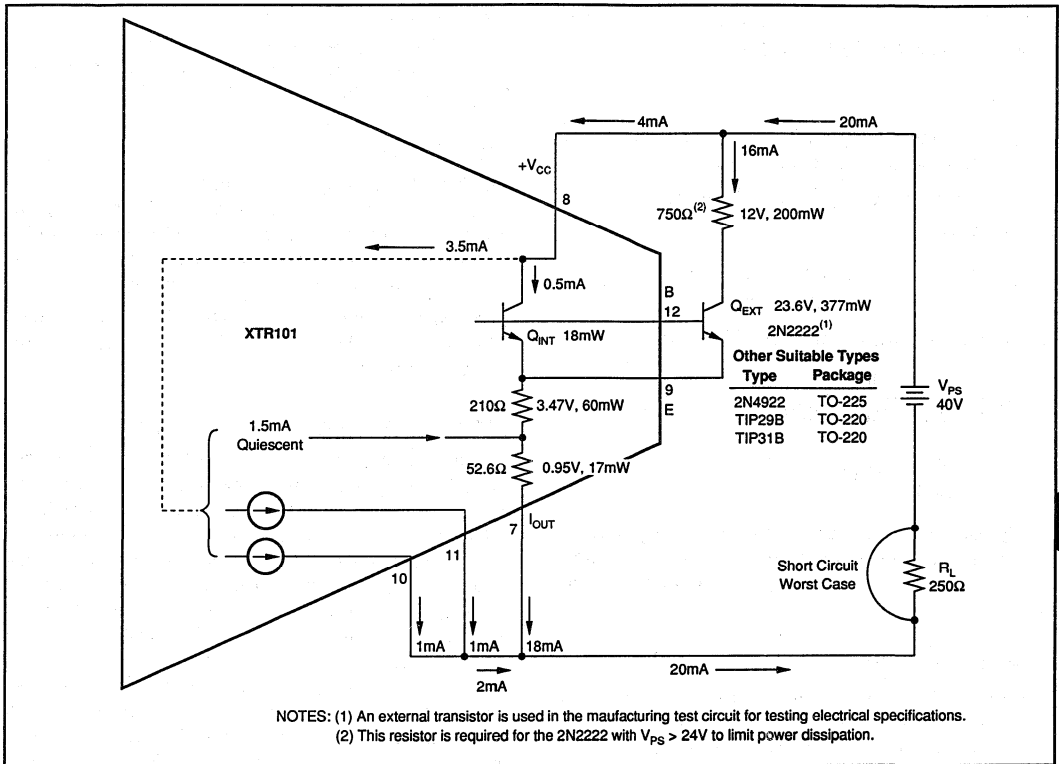 4mA
20mA
+V_CC
16mA
8
750Ω(2)
12V, 200mW
3.5mA
0.5mA
B
12
XTR101
Q_INT 18mW
Q_EXT 23.6V, 377mW
2N2222(1)
Other Suitable Types
Type Package
2N4922 TO-225
TIP29B TO-220
TIP31B TO-220
9
E
V_PS
40V
210Ω
3.47V, 60mW
1.5mA
Quiescent
52.6Ω
0.95V, 17mW
7
I_OUT
11
10
Short Circuit
Worst Case
R_L
250Ω
1mA
1mA
18mA
2mA
20mA
NOTES: (1) An external transistor is used in the maufacturing test circuit for testing electrical specifications.
(2) This resistor is required for the 2N2222 with V_PS > 24V to limit power dissipation.